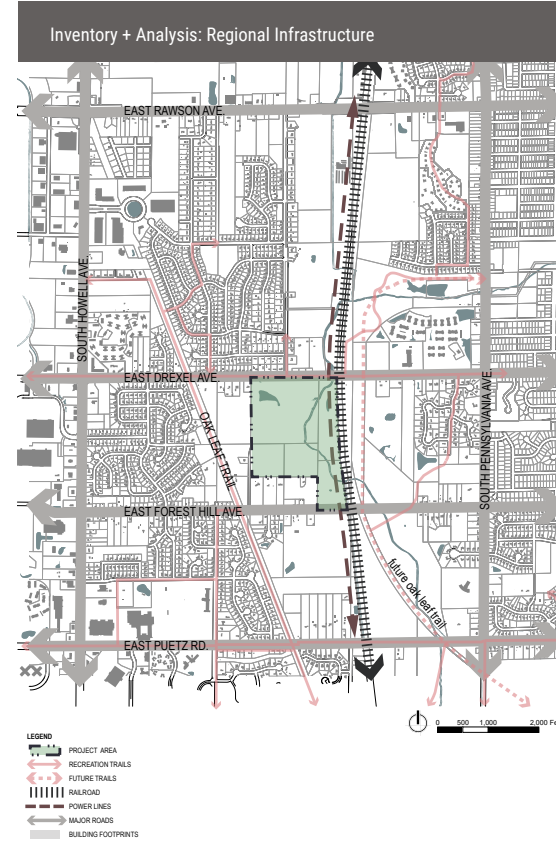 Inventory + Analysis: Regional Infrastructure
EAST RAWSON AVE.
SOUTH HOWELL AVE.
EAST DREXEL AVE.
OAK LEAF TRAIL
SOUTH PENNSYLVANIA AVE.
EAST FOREST HILL AVE.
future oak leaf trail
EAST PUETZ RD.
0 500 1,000 2,000 Fe
LEGEND
PROJECT AREA
RECREATION TRAILS
FUTURE TRAILS
RAILROAD
POWER LINES
MAJOR ROADS
BUILDING FOOTPRINTS